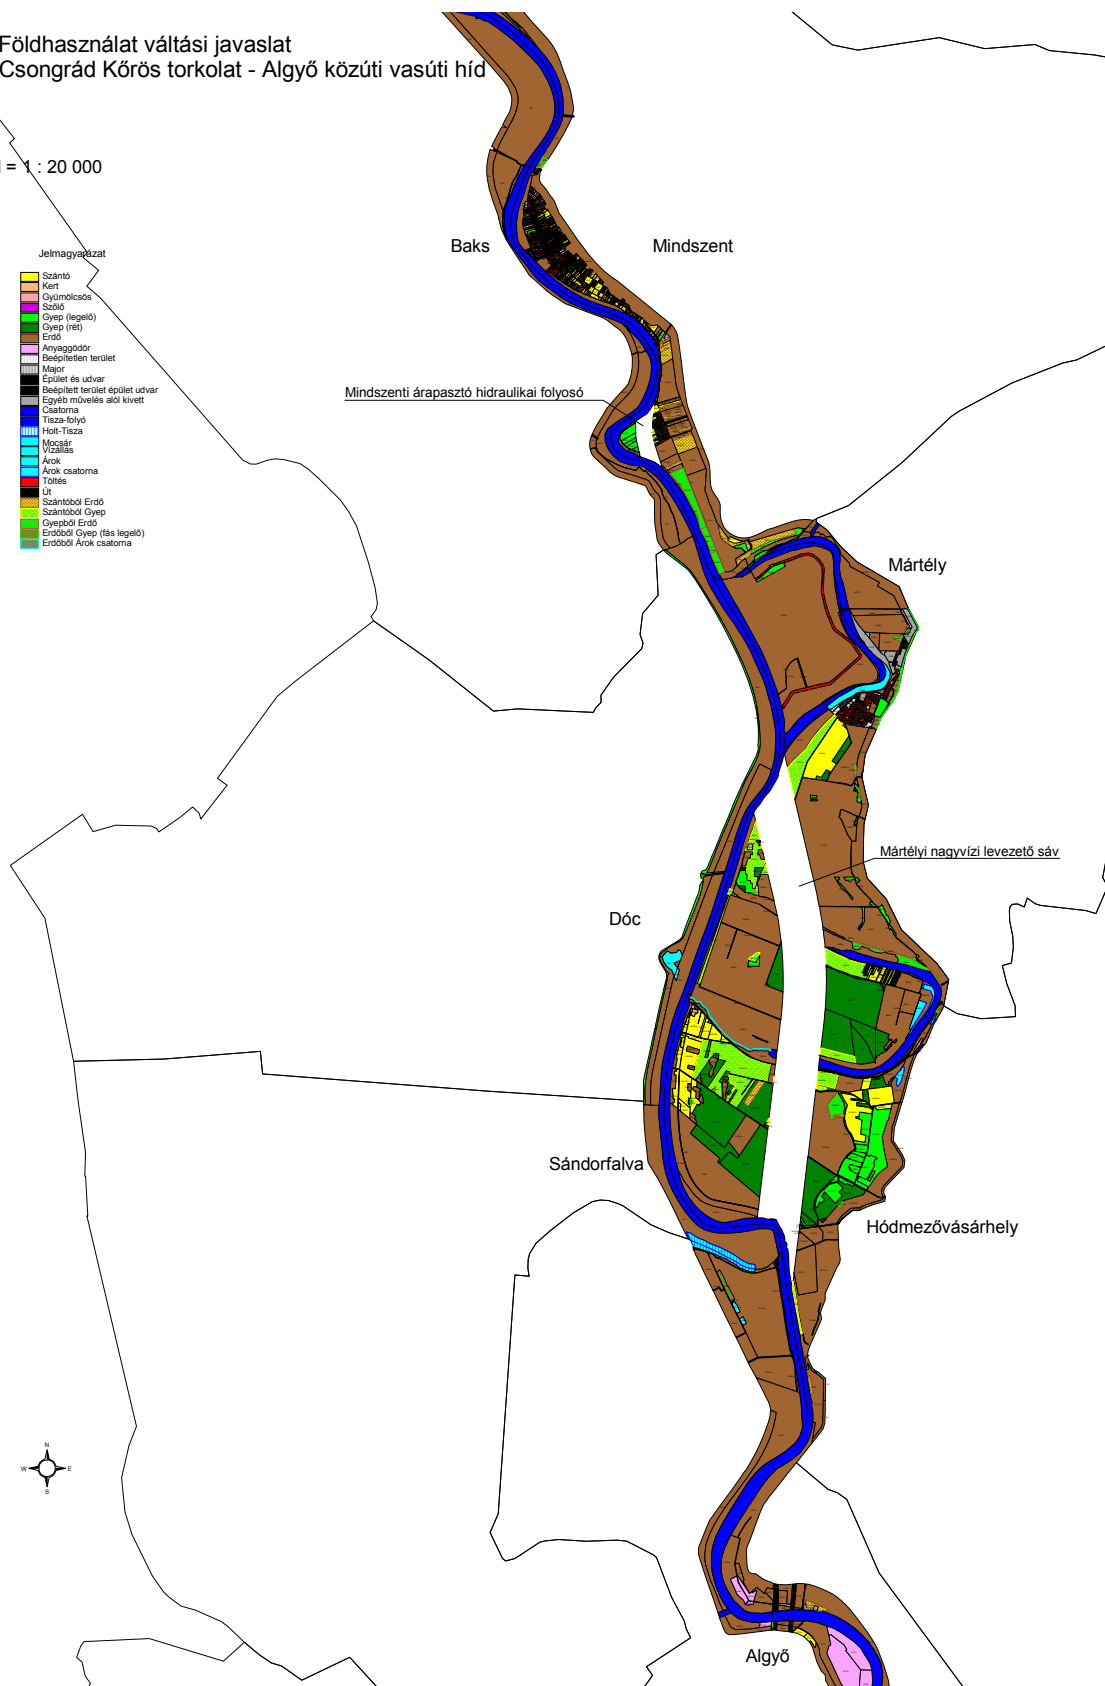 Földhasználat váltási javaslat
Csongrád Kőrös torkolat - Algyő közúti vasúti híd
= 1 : 20 000
Jelmagyarázat
Szántó
Kert
Gyümölcsös
Szőlő
Gyep (legelő)
Gyep (rét)
Erdő
Anyaggödör
Beépítetlen terület
Major
Épület és udvar
Beépített terület épület udvar
Egyéb művelés alól kivett
Csatorna
Tisza-folyó
Holt-Tisza
Mocsár
Vízállás
Árok
Árok csatorna
Töltés
Út
Szántóból Erdő
Szántóból Gyep
Gyepből Erdő
Erdőből Gyep (fás legelő)
Erdőből Árok csatorna
Baks
Mindszent
Mindszenti árapasztó hidraulikai folyosó
Mártély
Mártélyi nagyvízi levezető sáv
Dóc
Sándorfalva
Hódmezővásárhely
N
W
E
S
Algyő